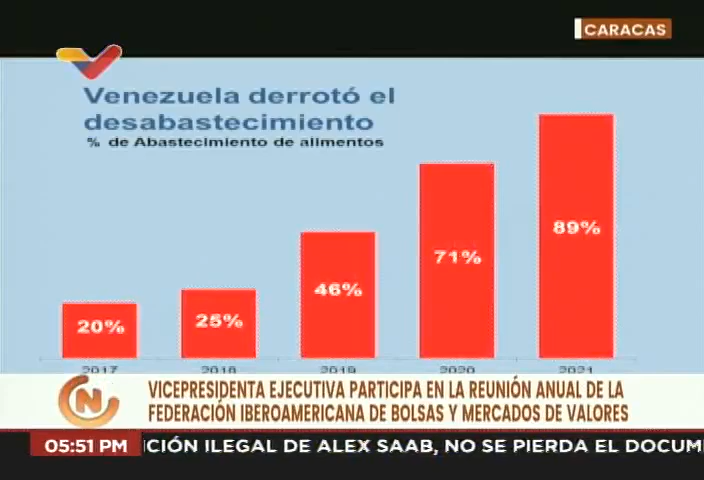 CARACAS
Venezuela derrotó el
desabastecimiento
% de Abastecimiento de alimentos
20%
25%
46%
71%
89%
2017
2018
2019
2020
2021
N
VICEPRESIDENTA EJECUTIVA PARTICIPA EN LA REUNIÓN ANUAL DE LA
FEDERACIÓN IBEROAMERICANA DE BOLSAS Y MERCADOS DE VALORES
05:51 PM
CIÓN ILEGAL DE ALEX SAAB, NO SE PIERDA EL DOCUM